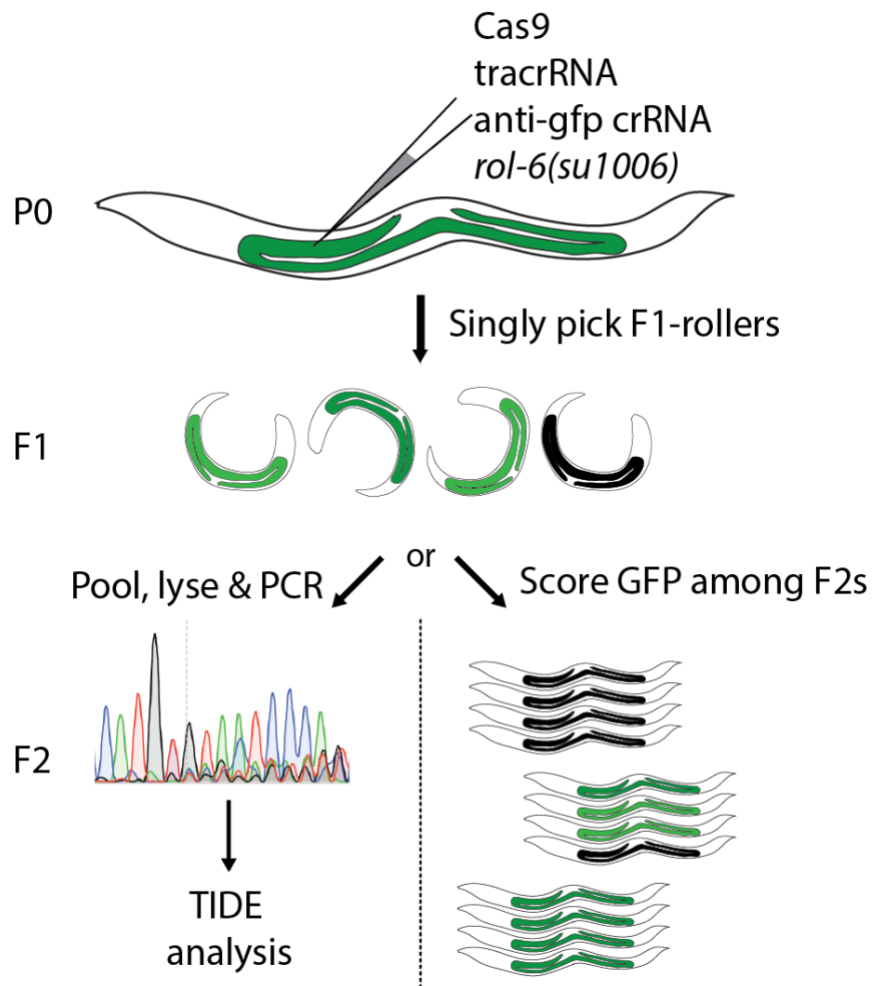 Cas9
tracrRNA
anti-gfp crRNA
rol-6(su1006)
P0
Singly pick F1-rollers
F1
or
Pool, lyse & PCR
Score GFP among F2s
F2
TIDE
analysis